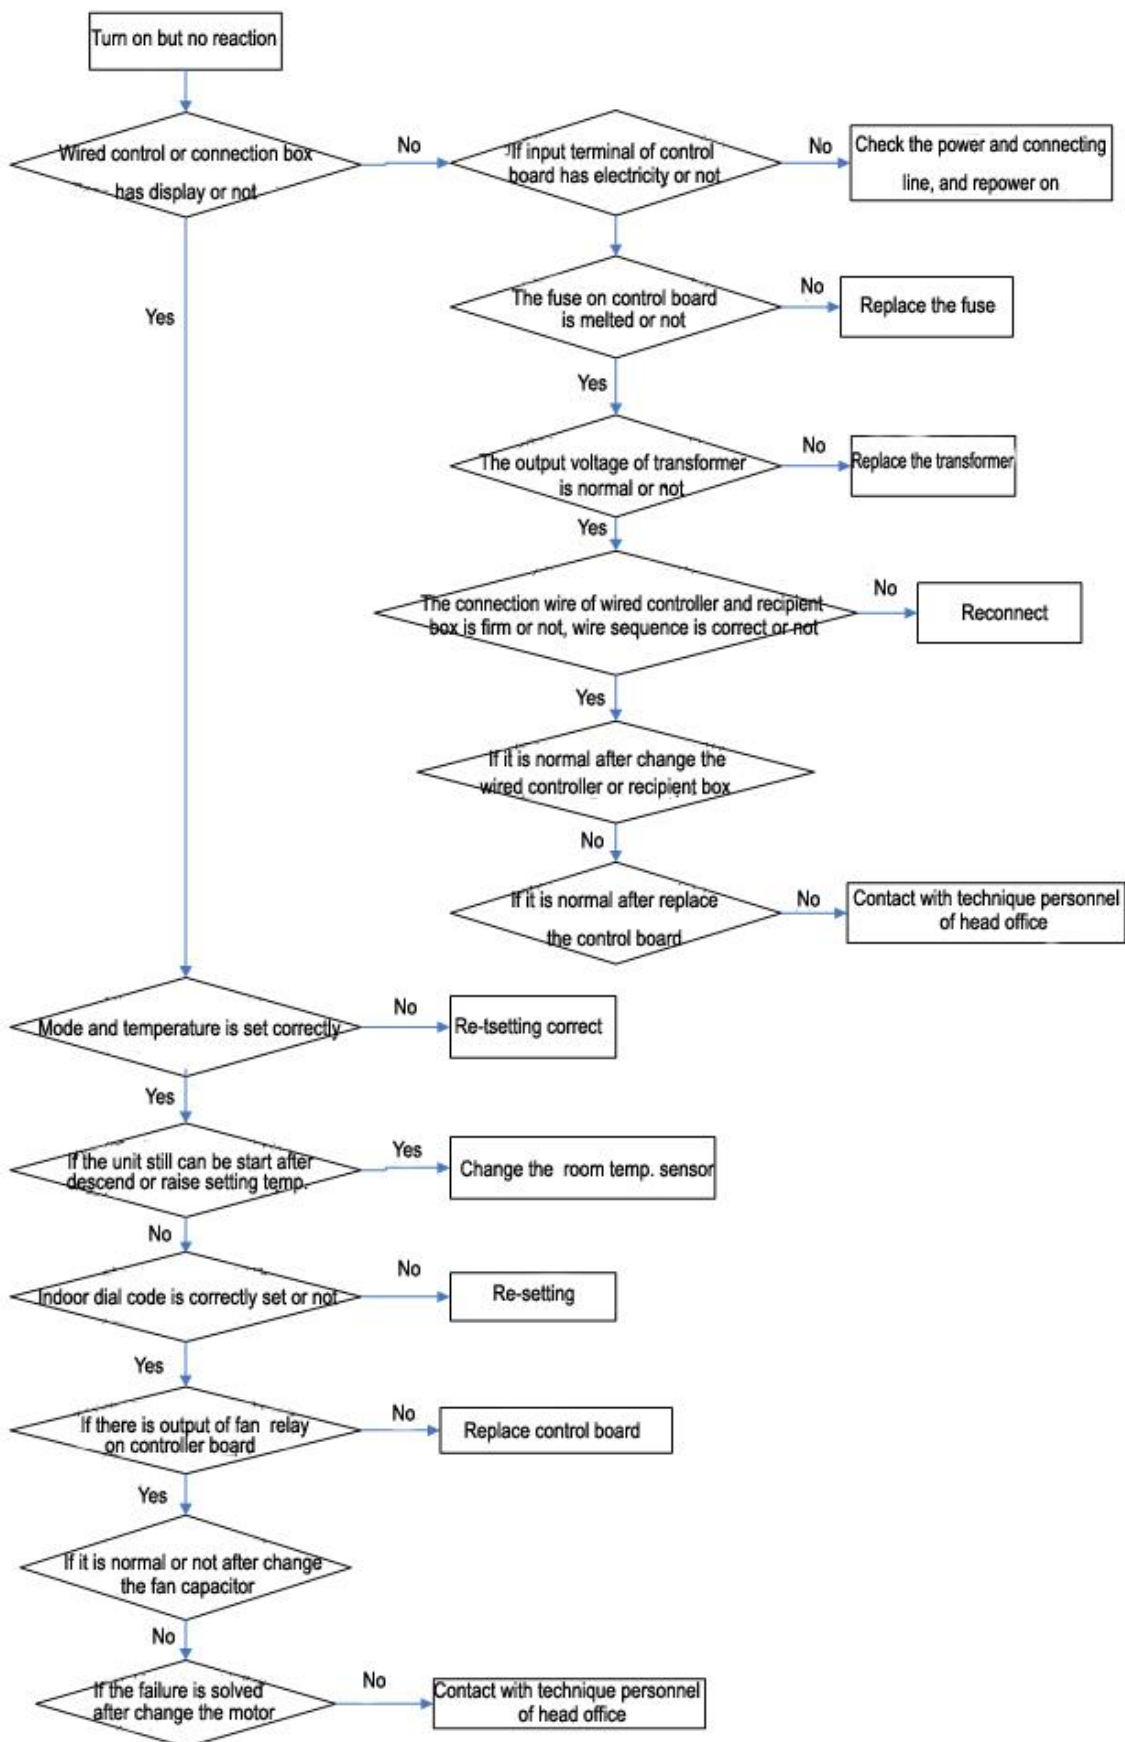 Turn on but no reaction
Wired control or connection box
has display or not
No
If input terminal of control
board has electricity or not
No
Check the power and connecting
line, and repower on
Yes
The fuse on control board
is melted or not
No
Replace the fuse
Yes
The output voltage of transformer
is normal or not
No
Replace the transformer
Yes
The connection wire of wired controller and recipient
box is firm or not, wire sequence is correct or not
No
Reconnect
Yes
If it is normal after change the
wired controller or recipient box
No
If it is normal after replace
the control board
No
Contact with technique personnel
of head office
Mode and temperature is set correctly
No
Re-tsetting correct
Yes
If the unit still can be start after
descend or raise setting temp.
Yes
Change the room temp. sensor
No
Indoor dial code is correctly set or not
No
Re-setting
Yes
If there is output of fan relay
on controller board
No
Replace control board
Yes
If it is normal or not after change
the fan capacitor
No
If the failure is solved
after change the motor
No
Contact with technique personnel
of head office